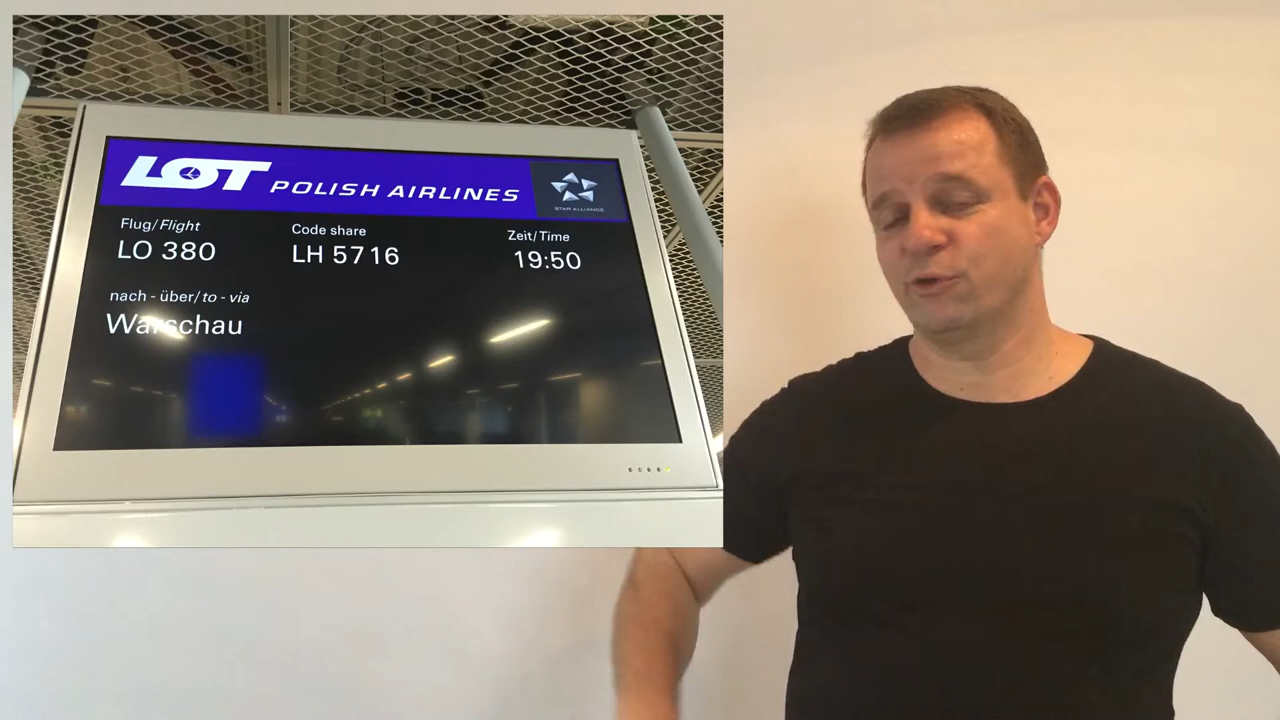 LOT POLISH AIRLINES
STAR ALLIANCE
Flug/Flight
Code share
Zeit/Time
LO 380
LH 5716
19:50
nach - über/to - via
Warschau